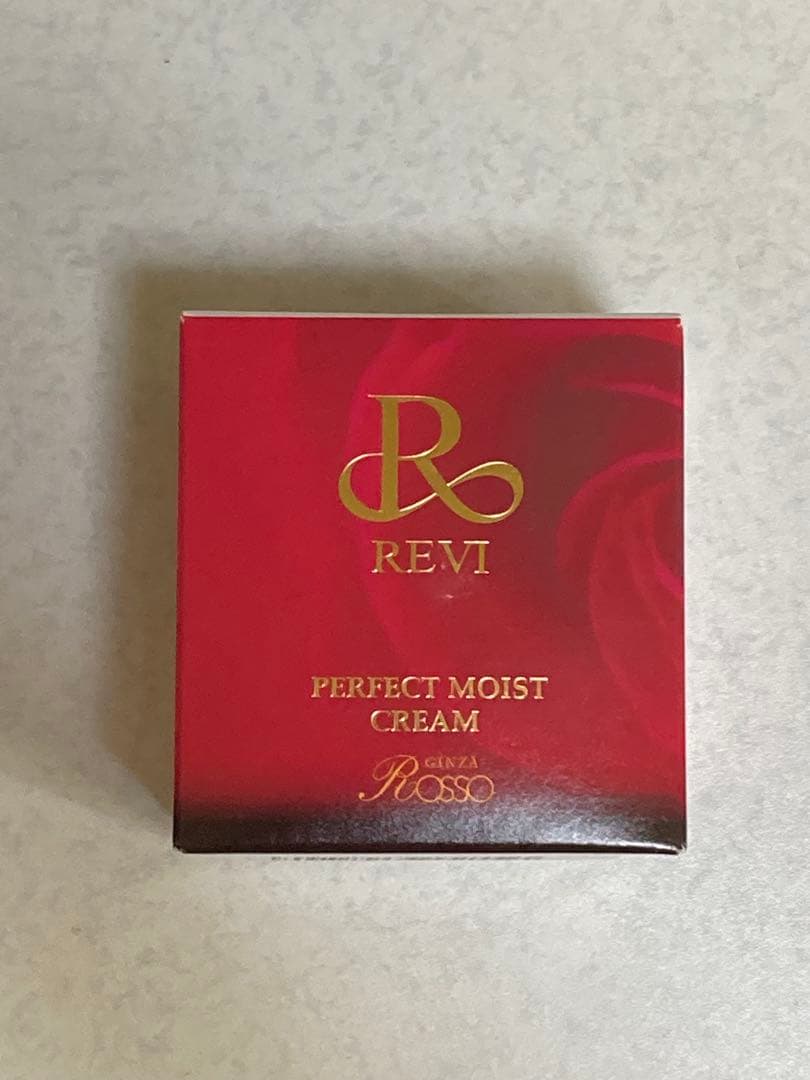 R
REVI
PERFECT MOIST
CREAM
GINZA
ROSSO